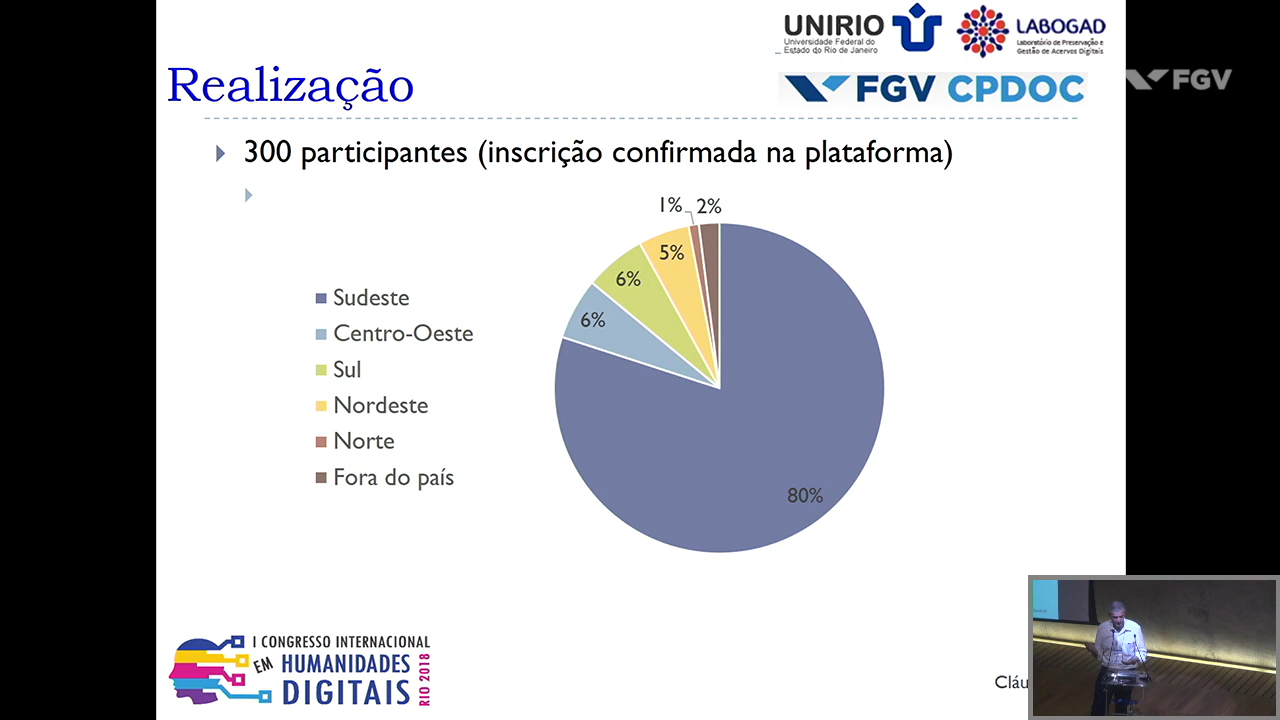 UNIRIO
Universidade Federal do
Estado do Rio de Janeiro
LABOGAD
Laboratório de Preservação e
Gestão de Acervos Digitais
Realização
FGV CPDOC
FGV
300 participantes (inscrição confirmada na plataforma)
1% 2%
5%
6%
6%
80%
Sudeste
Centro-Oeste
Sul
Nordeste
Norte
Fora do país
I CONGRESSO INTERNACIONAL
EM HUMANIDADES
DIGITAIS
RIO 2018